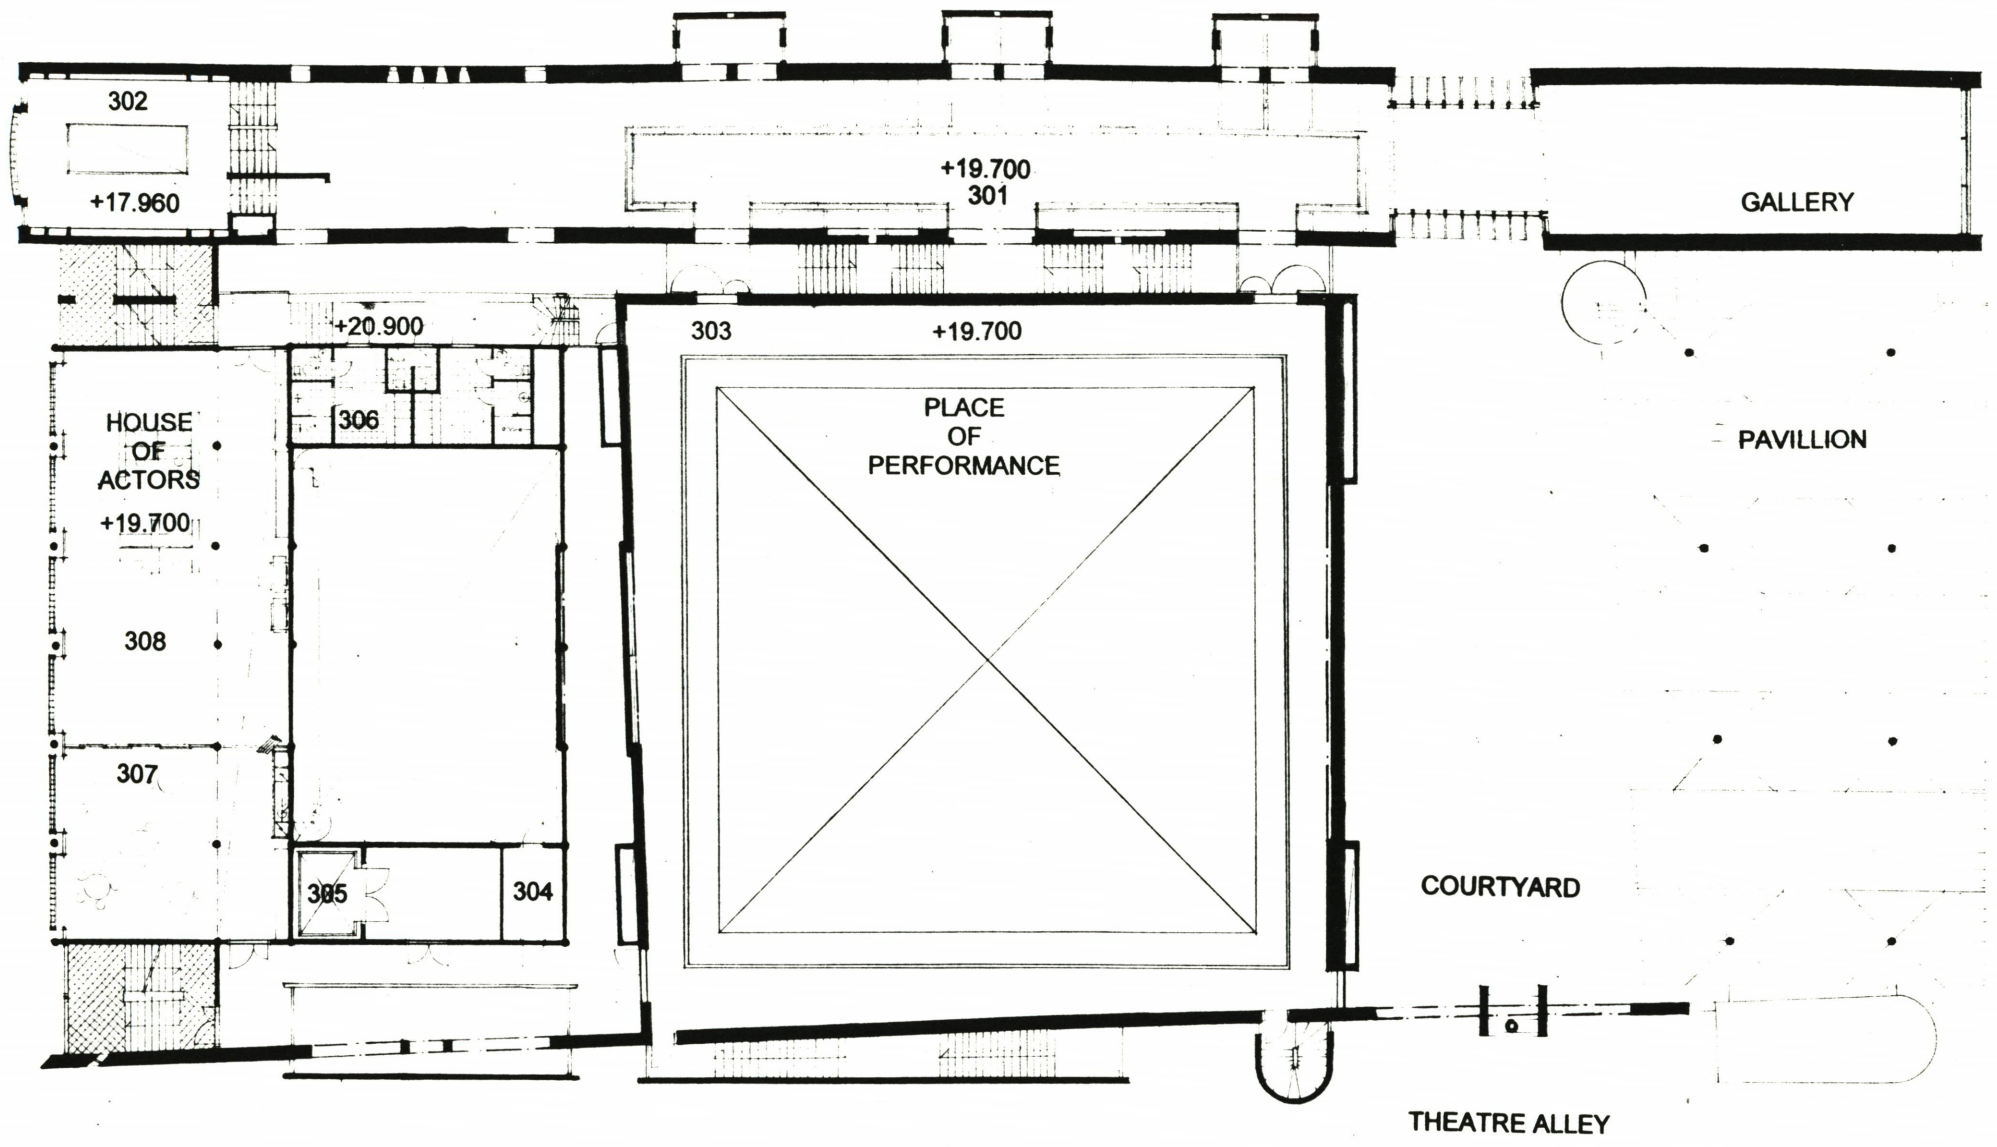 302
+17.960
+19.700
301
GALLERY
+20.900
303
+19.700
PLACE
OF
PERFORMANCE
306
HOUSE
OF
ACTORS
+19.700
PAVILLION
308
307
305
304
COURTYARD
THEATRE ALLEY